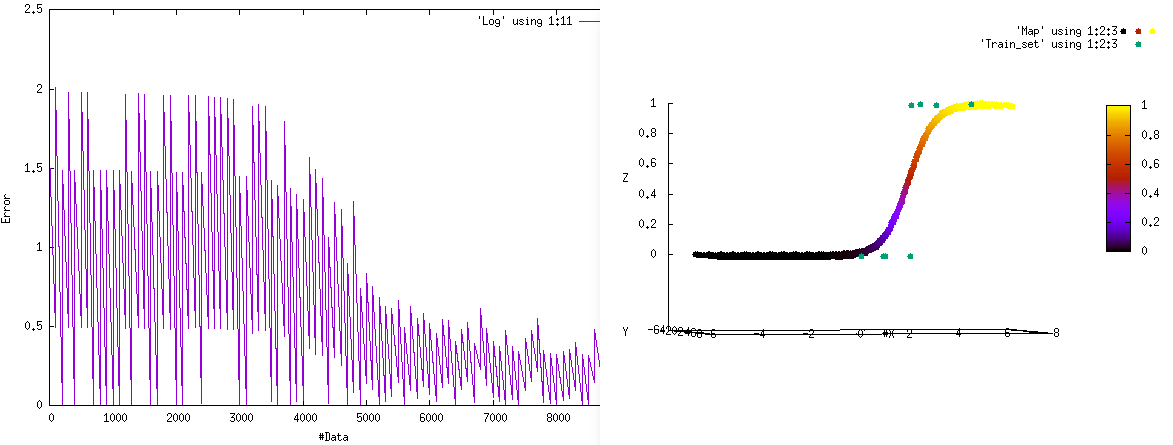 2.5
'Log' using 1:11
2
1.5
Error
1
0.5
0
0 1000 2000 3000 4000 5000 6000 7000 8000
#Data
'Map' using 1:2:3
'Train_set' using 1:2:3
1
0.8
0.6
Z
0.4
0.2
0
1
0.8
0.6
0.4
0.2
0
Y
-4 -2 0 #X 2 4 6 8